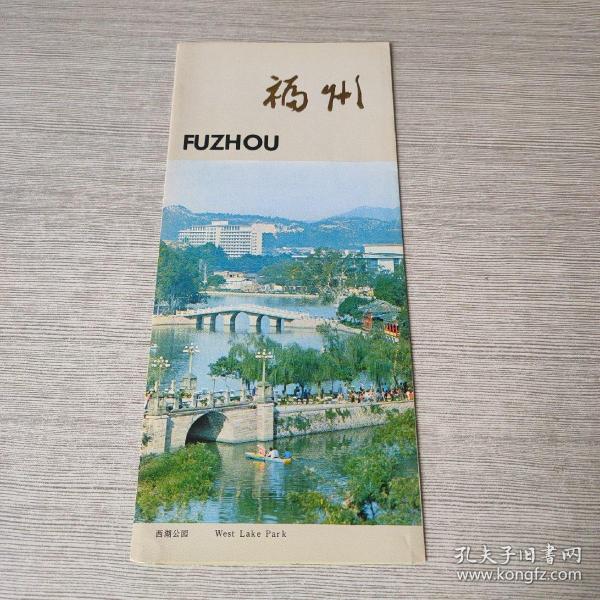 福州
FUZHOU
西湖公园 West Lake Park
孔夫子旧书网
www.kongfz.com